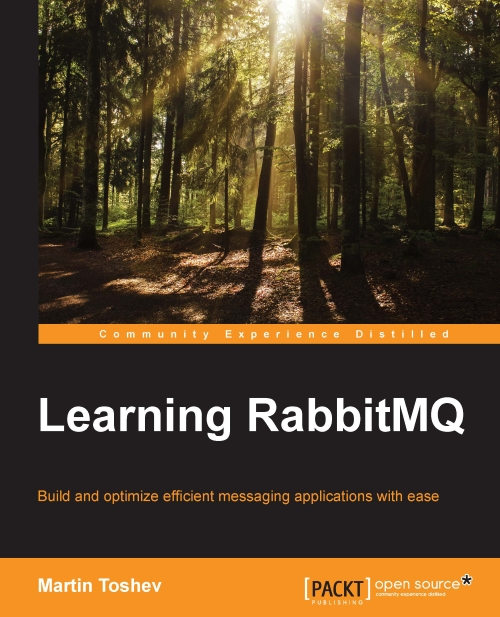 Community Experience Distilled
Learning RabbitMQ
Build and optimize efficient messaging applications with ease
Martin Toshev
[PACKT] open source*
PUBLISHING community experience distilled